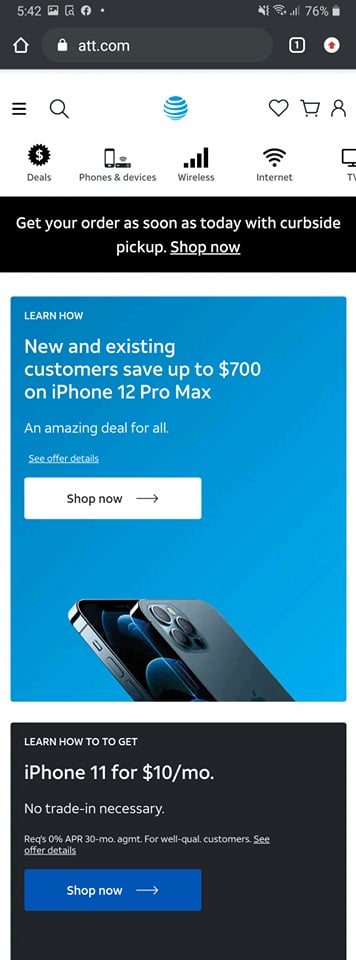 5:42
76%
att.com
1
Deals
Phones & devices
Wireless
Internet
TV
Get your order as soon as today with curbside
pickup. Shop now
LEARN HOW
New and existing
customers save up to $700
on iPhone 12 Pro Max
An amazing deal for all.
See offer details
Shop now
LEARN HOW TO TO GET
iPhone 11 for $10/mo.
No trade-in necessary.
Req's 0% APR 30-mo. agmt. For well-qual. customers. See
offer details
Shop now